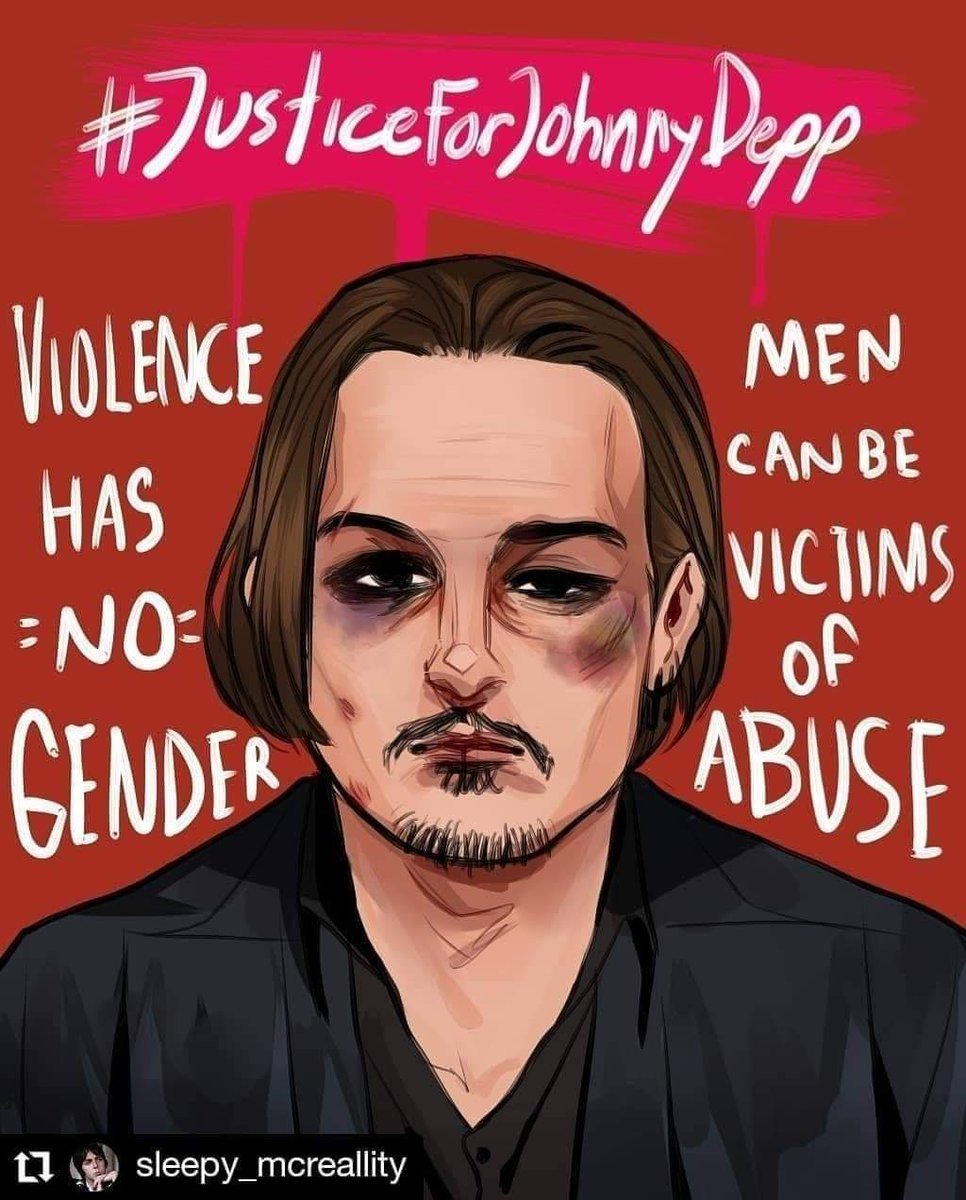 #JusticeForJohnnyDepp
VIOLENCE
HAS
=NO=
GENDER
MEN
CAN BE
VICTIMS
OF
ABUSE
sleepy_mcreallity